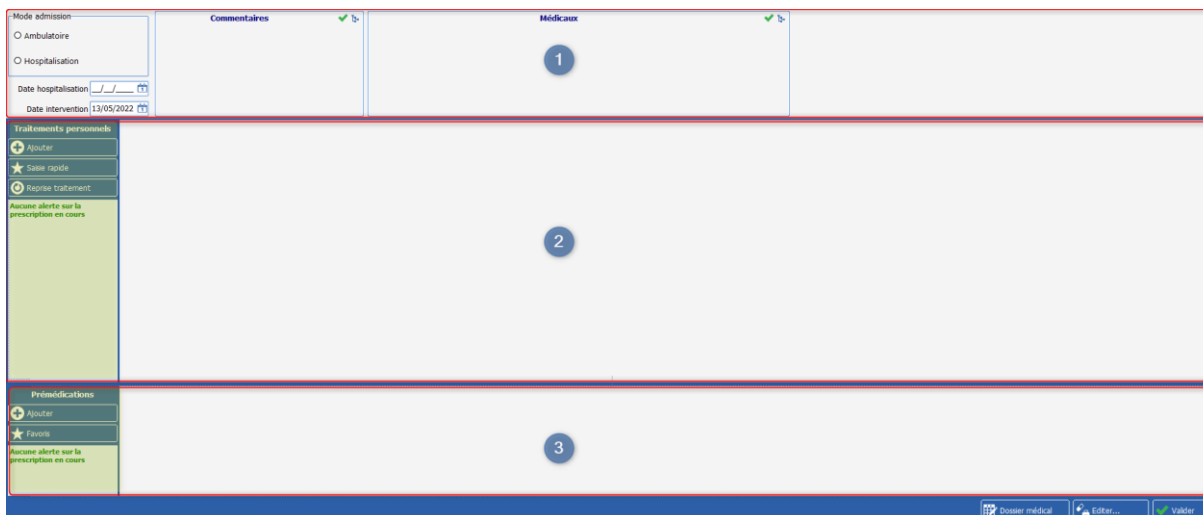 Mode admission
Commentaires
Médicaux
Ambulatoire
Hospitalisation
1
Date hospitalisation __/__/____
Date intervention 13/05/2022
Traitements personnels
Ajouter
Saisie rapide
Reprise traitement
Aucune alerte sur la
prescription en cours
2
Prémédications
Ajouter
Favoris
Aucune alerte sur la
prescription en cours
3
Dossier médical
Editer...
Valider